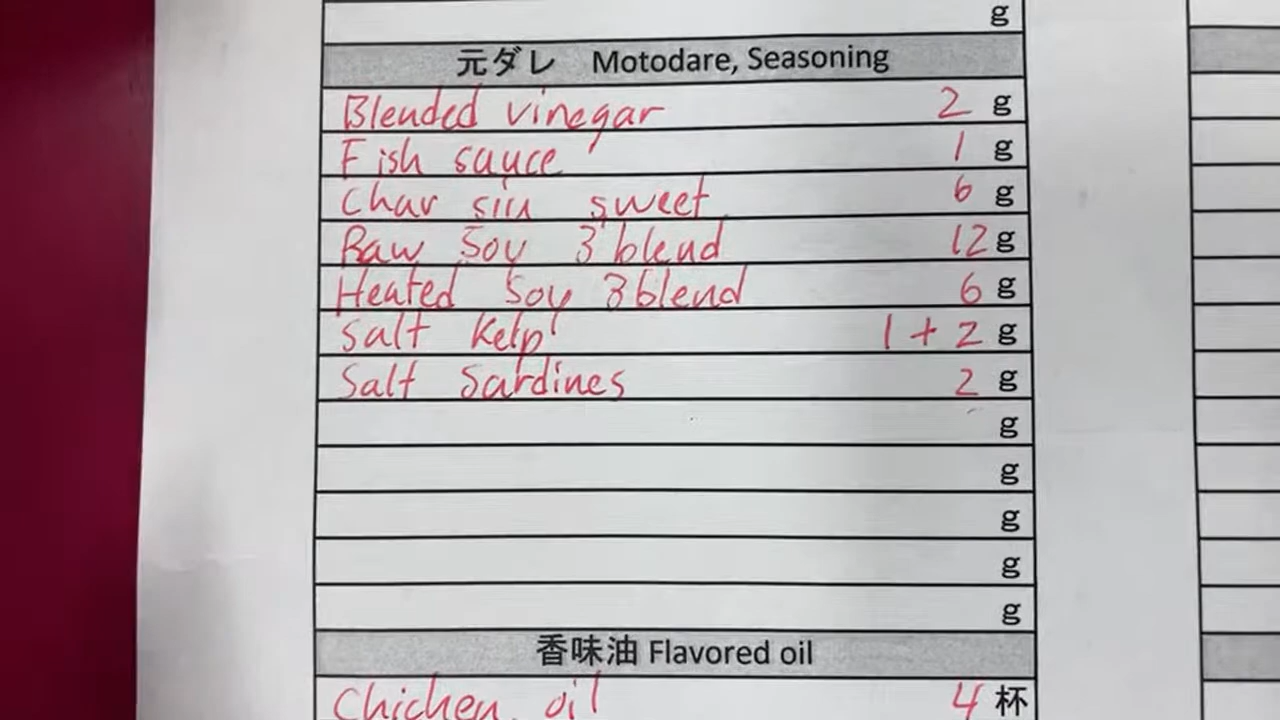 g
元ダレ Motodare, Seasoning
Blended vinegar 2 g
Fish sauce 1 g
Char siu sweet 6 g
Raw Soy 3 blend 12 g
Heated Soy 3 blend 6 g
Salt Kelp 1 + 2 g
Salt Sardines 2 g
g
g
g
g
g
香味油 Flavored oil
Chicken oil 4 杯